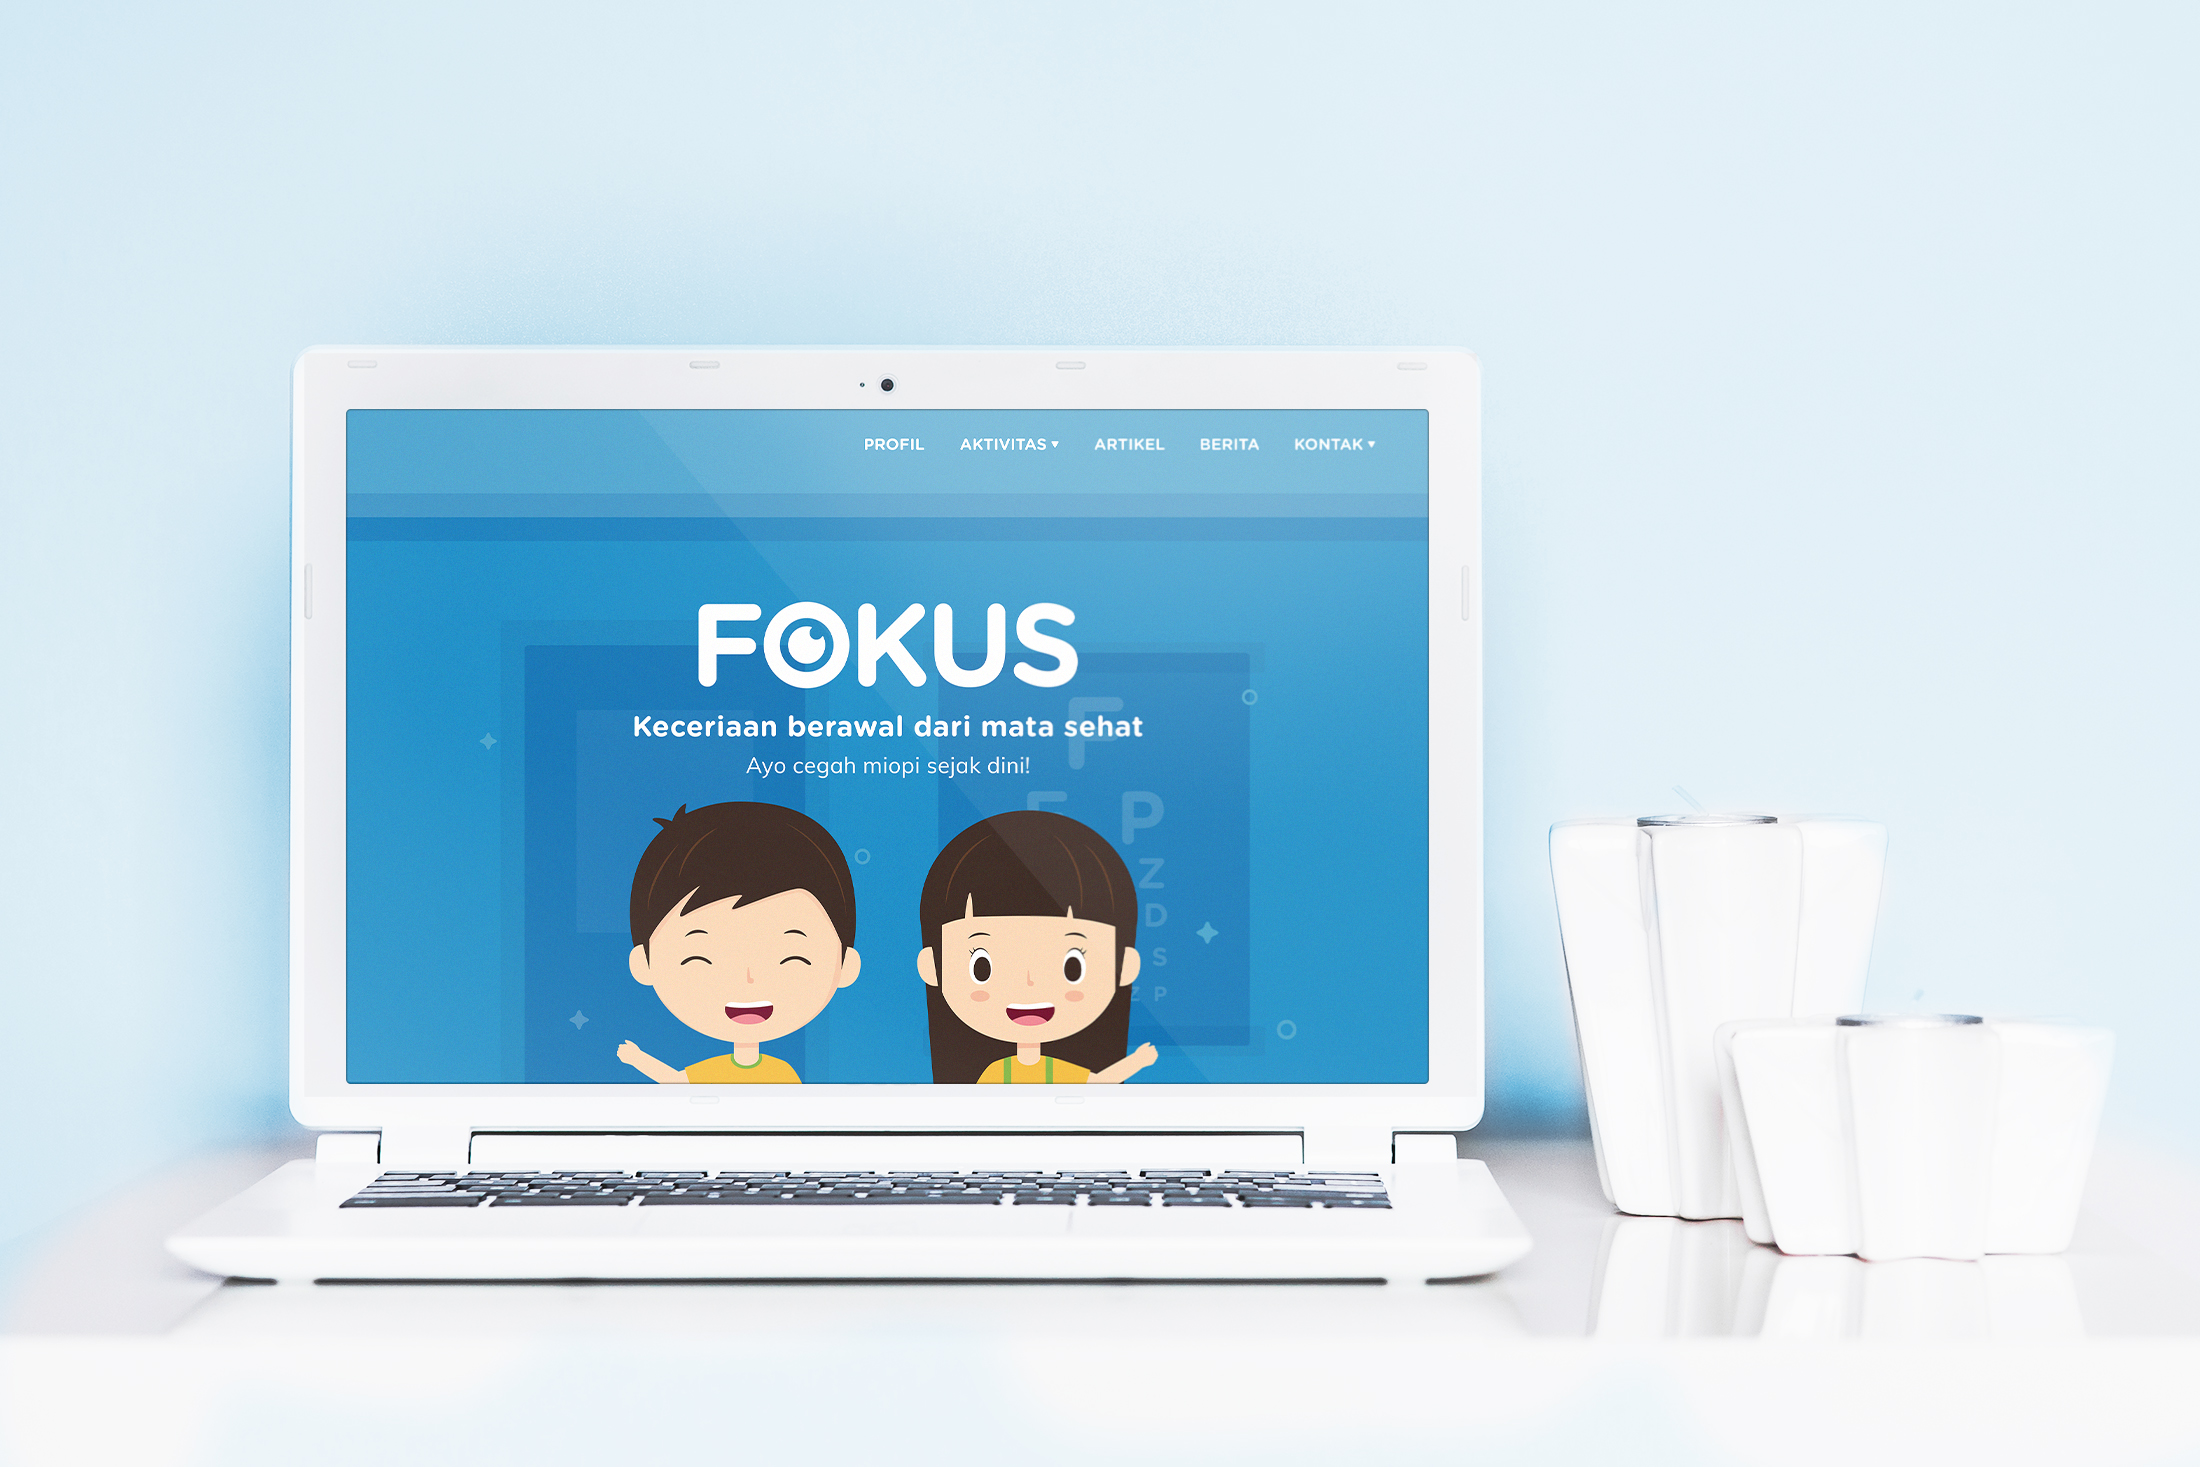 PROFIL AKTIVITAS ARTIKEL BERITA KONTAK
FOKUS
Keceriaan berawal dari mata sehat
Ayo cegah miopi sejak dini!
F
F P
Z
D
S
Z P